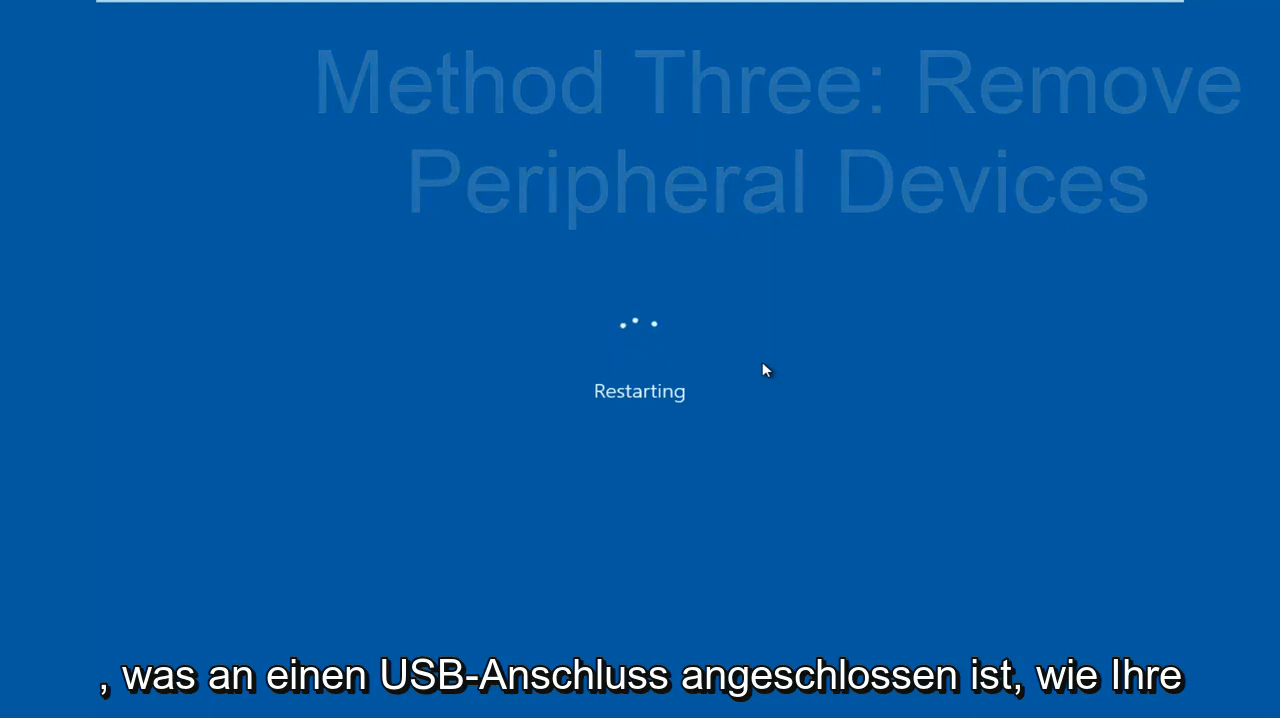 Method Three: Remove
Peripheral Devices
Restarting
, was an einen USB-Anschluss angeschlossen ist, wie Ihre